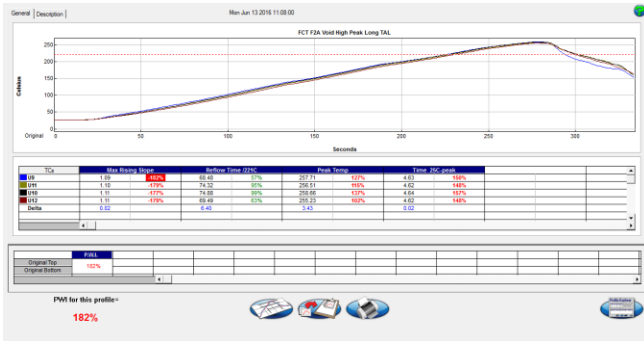 General Description Mon Jun 13 2016 11:08:00
FCT F2A Void High Peak Long TAL
Celsius
250
200
150
100
50
0
Original 0 50 100 150 200 250 300
Seconds
TCs Max Rising Slope Reflow Time /221C Peak Temp Time 25C-peak
U9 1.09 -182% 68.48 57% 257.71 127% 4.63 150%
U11 1.10 -179% 74.32 95% 256.51 116% 4.62 148%
U10 1.11 -177% 74.88 99% 258.66 137% 4.64 157%
U12 1.11 -178% 69.49 63% 255.23 102% 4.62 148%
Delta 0.02 6.40 3.43 0.02
PWI
Original Top
Original Bottom
182%
PWI for this profile=
182%